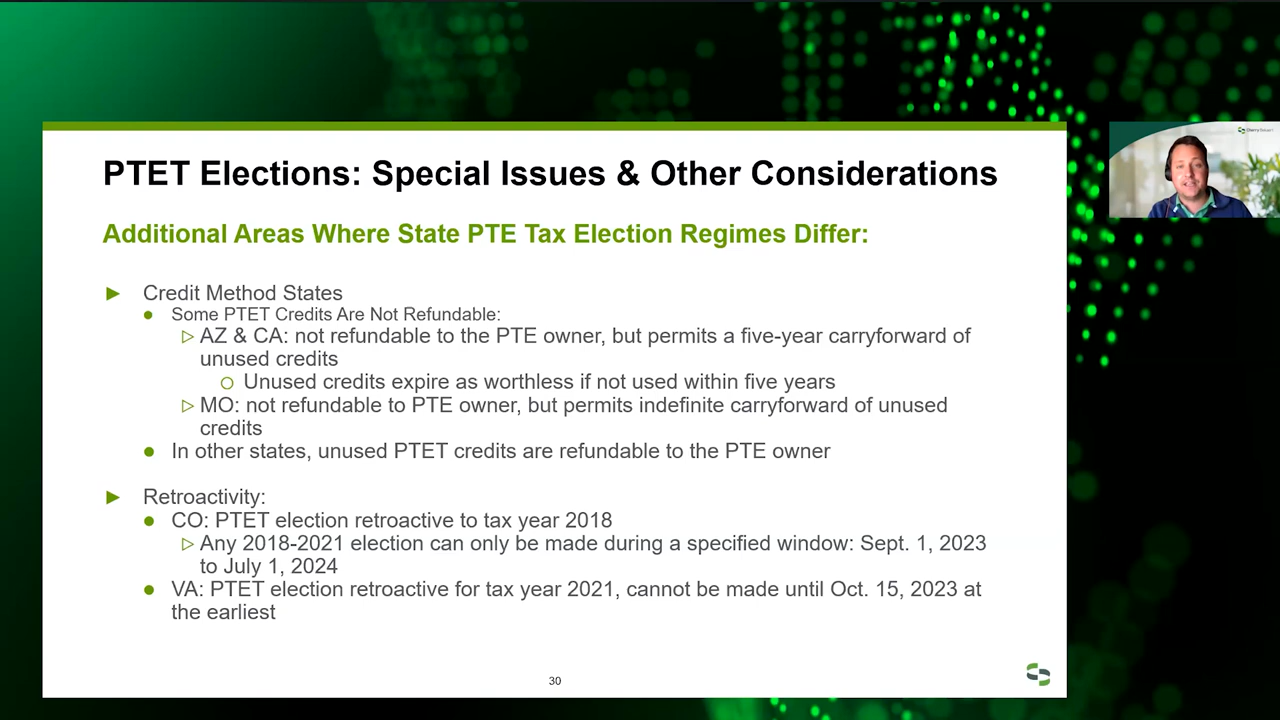 PTET Elections: Special Issues & Other Considerations
Additional Areas Where State PTE Tax Election Regimes Differ:
Credit Method States
Some PTET Credits Are Not Refundable:
AZ & CA: not refundable to the PTE owner, but permits a five-year carryforward of
unused credits
Unused credits expire as worthless if not used within five years
MO: not refundable to PTE owner, but permits indefinite carryforward of unused
credits
In other states, unused PTET credits are refundable to the PTE owner
Retroactivity:
CO: PTET election retroactive to tax year 2018
Any 2018-2021 election can only be made during a specified window: Sept. 1, 2023
to July 1, 2024
VA: PTET election retroactive for tax year 2021, cannot be made until Oct. 15, 2023 at
the earliest
30